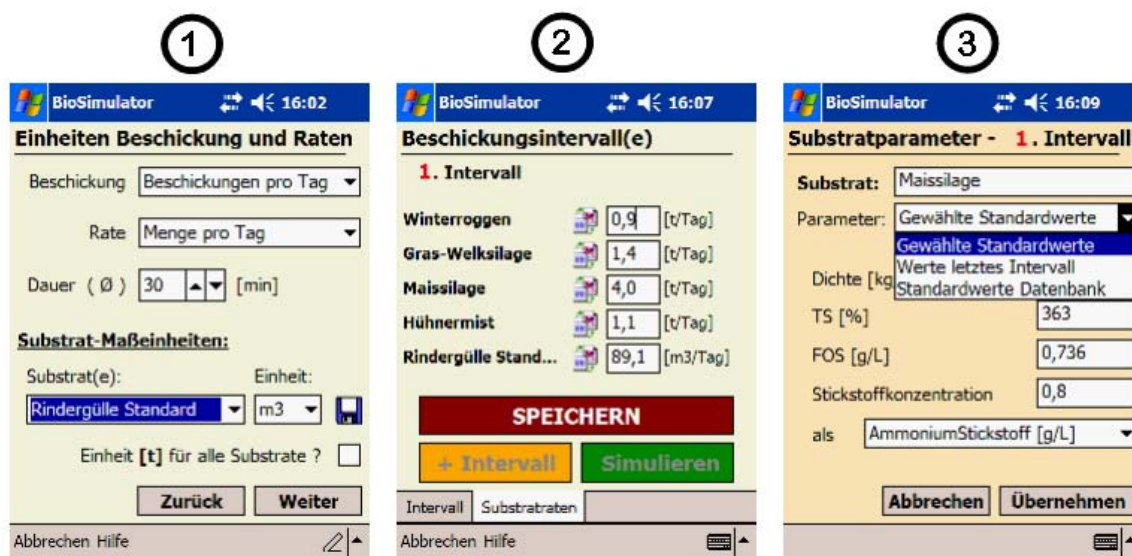 1
BioSimulator 16:02
Einheiten Beschickung und Raten
Beschickung Beschickungen pro Tag
Rate Menge pro Tag
Dauer ( Ø ) 30 [min]
Substrat-Maßeinheiten:
Substrat(e): Einheit:
Rindergülle Standard m3
Einheit [t] für alle Substrate ?
Zurück Weiter
Abbrechen Hilfe
2
BioSimulator 16:07
Beschickungsintervall(e)
1. Intervall
Winterroggen 0,9 [t/Tag]
Gras-Welksilage 1,4 [t/Tag]
Maissilage 4,0 [t/Tag]
Hühnermist 1,1 [t/Tag]
Rindergülle Stand... 89,1 [m3/Tag]
SPEICHERN
+ Intervall Simulieren
Intervall Substratraten
Abbrechen Hilfe
3
BioSimulator 16:09
Substratparameter - 1. Intervall
Substrat: Maissilage
Parameter: Gewählte Standardwerte
Gewählte Standardwerte
Werte letztes Intervall
Dichte [kg Standardwerte Datenbank
TS [%] 363
FOS [g/L] 0,736
Stickstoffkonzentration 0,8
als AmmoniumStickstoff [g/L]
Abbrechen Übernehmen